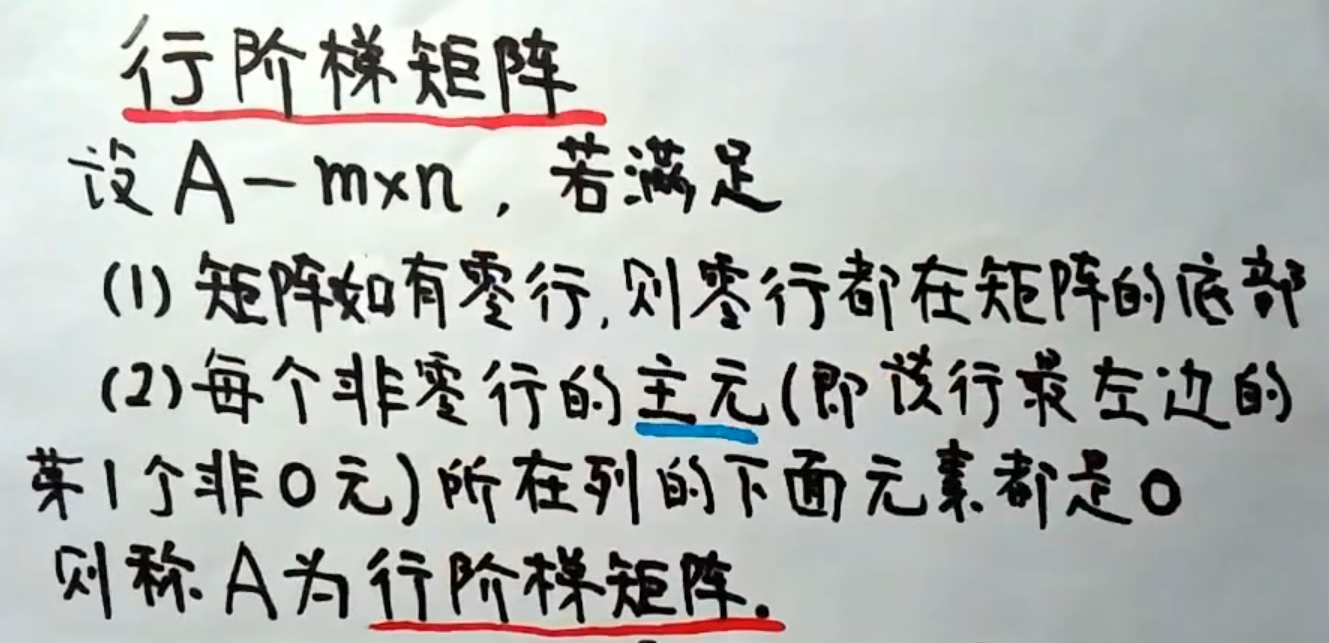 行阶梯矩阵
设A－m×n，若满足
(1)矩阵如有零行,则零行都在矩阵的底部
(2)每个非零行的主元(即该行最左边的
第1个非0元)所在列的下面元素都是0
则称A为行阶梯矩阵.